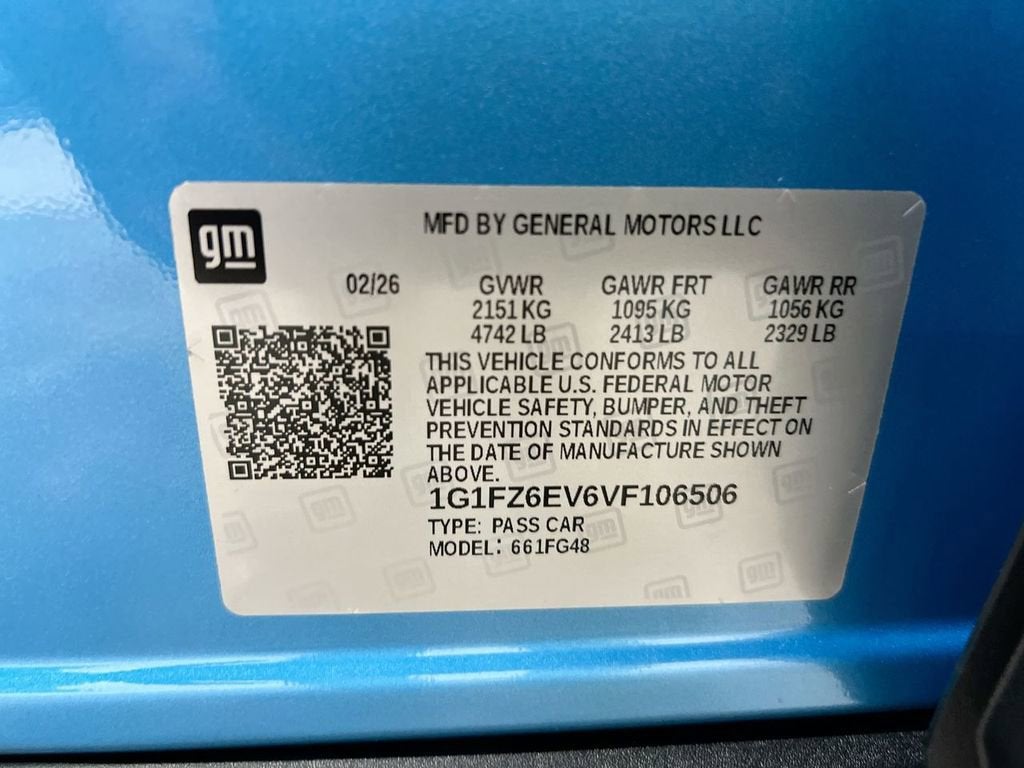 gm
MFD BY GENERAL MOTORS LLC
02/26 GVWR GAWR FRT GAWR RR
2151 KG 1095 KG 1056 KG
4742 LB 2413 LB 2329 LB
THIS VEHICLE CONFORMS TO ALL
APPLICABLE U.S. FEDERAL MOTOR
VEHICLE SAFETY, BUMPER, AND THEFT
PREVENTION STANDARDS IN EFFECT ON
THE DATE OF MANUFACTURE SHOWN
ABOVE.
1G1FZ6EV6VF106506
TYPE: PASS CAR
MODEL: 661FG48